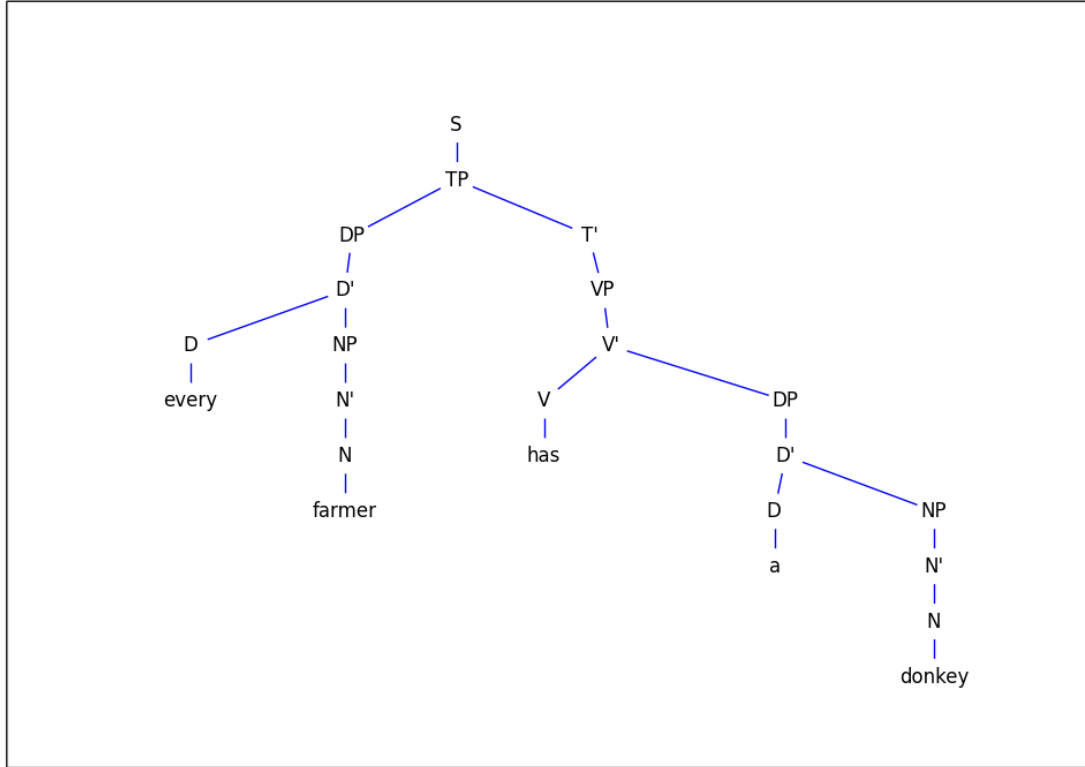 S
TP
DP T'
D' VP
D NP V'
every N' V DP
N has D'
farmer D NP
a N'
N
donkey